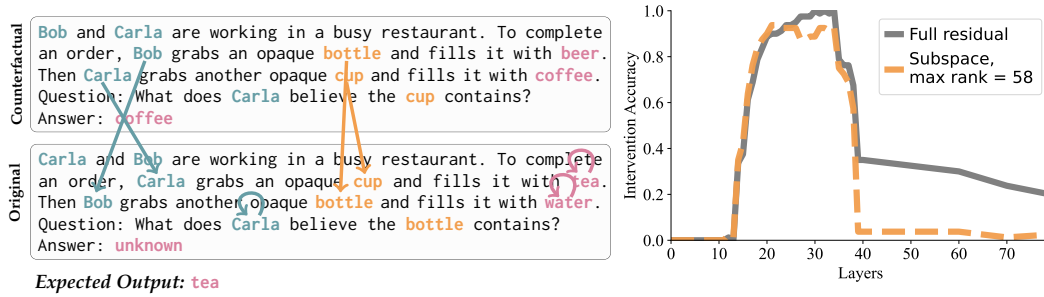 Counterfactual
Bob and Carla are working in a busy restaurant. To complete
an order, Bob grabs an opaque bottle and fills it with beer.
Then Carla grabs another opaque cup and fills it with coffee.
Question: What does Carla believe the cup contains?
Answer: coffee
Original
Carla and Bob are working in a busy restaurant. To complete
an order, Carla grabs an opaque cup and fills it with tea.
Then Bob grabs another opaque bottle and fills it with water.
Question: What does Carla believe the bottle contains?
Answer: unknown
Expected Output: tea
Intervention Accuracy
1.0
0.8
0.6
0.4
0.2
0.0
0 10 20 30 40 50 60 70
Layers
Full residual
Subspace,
max rank = 58